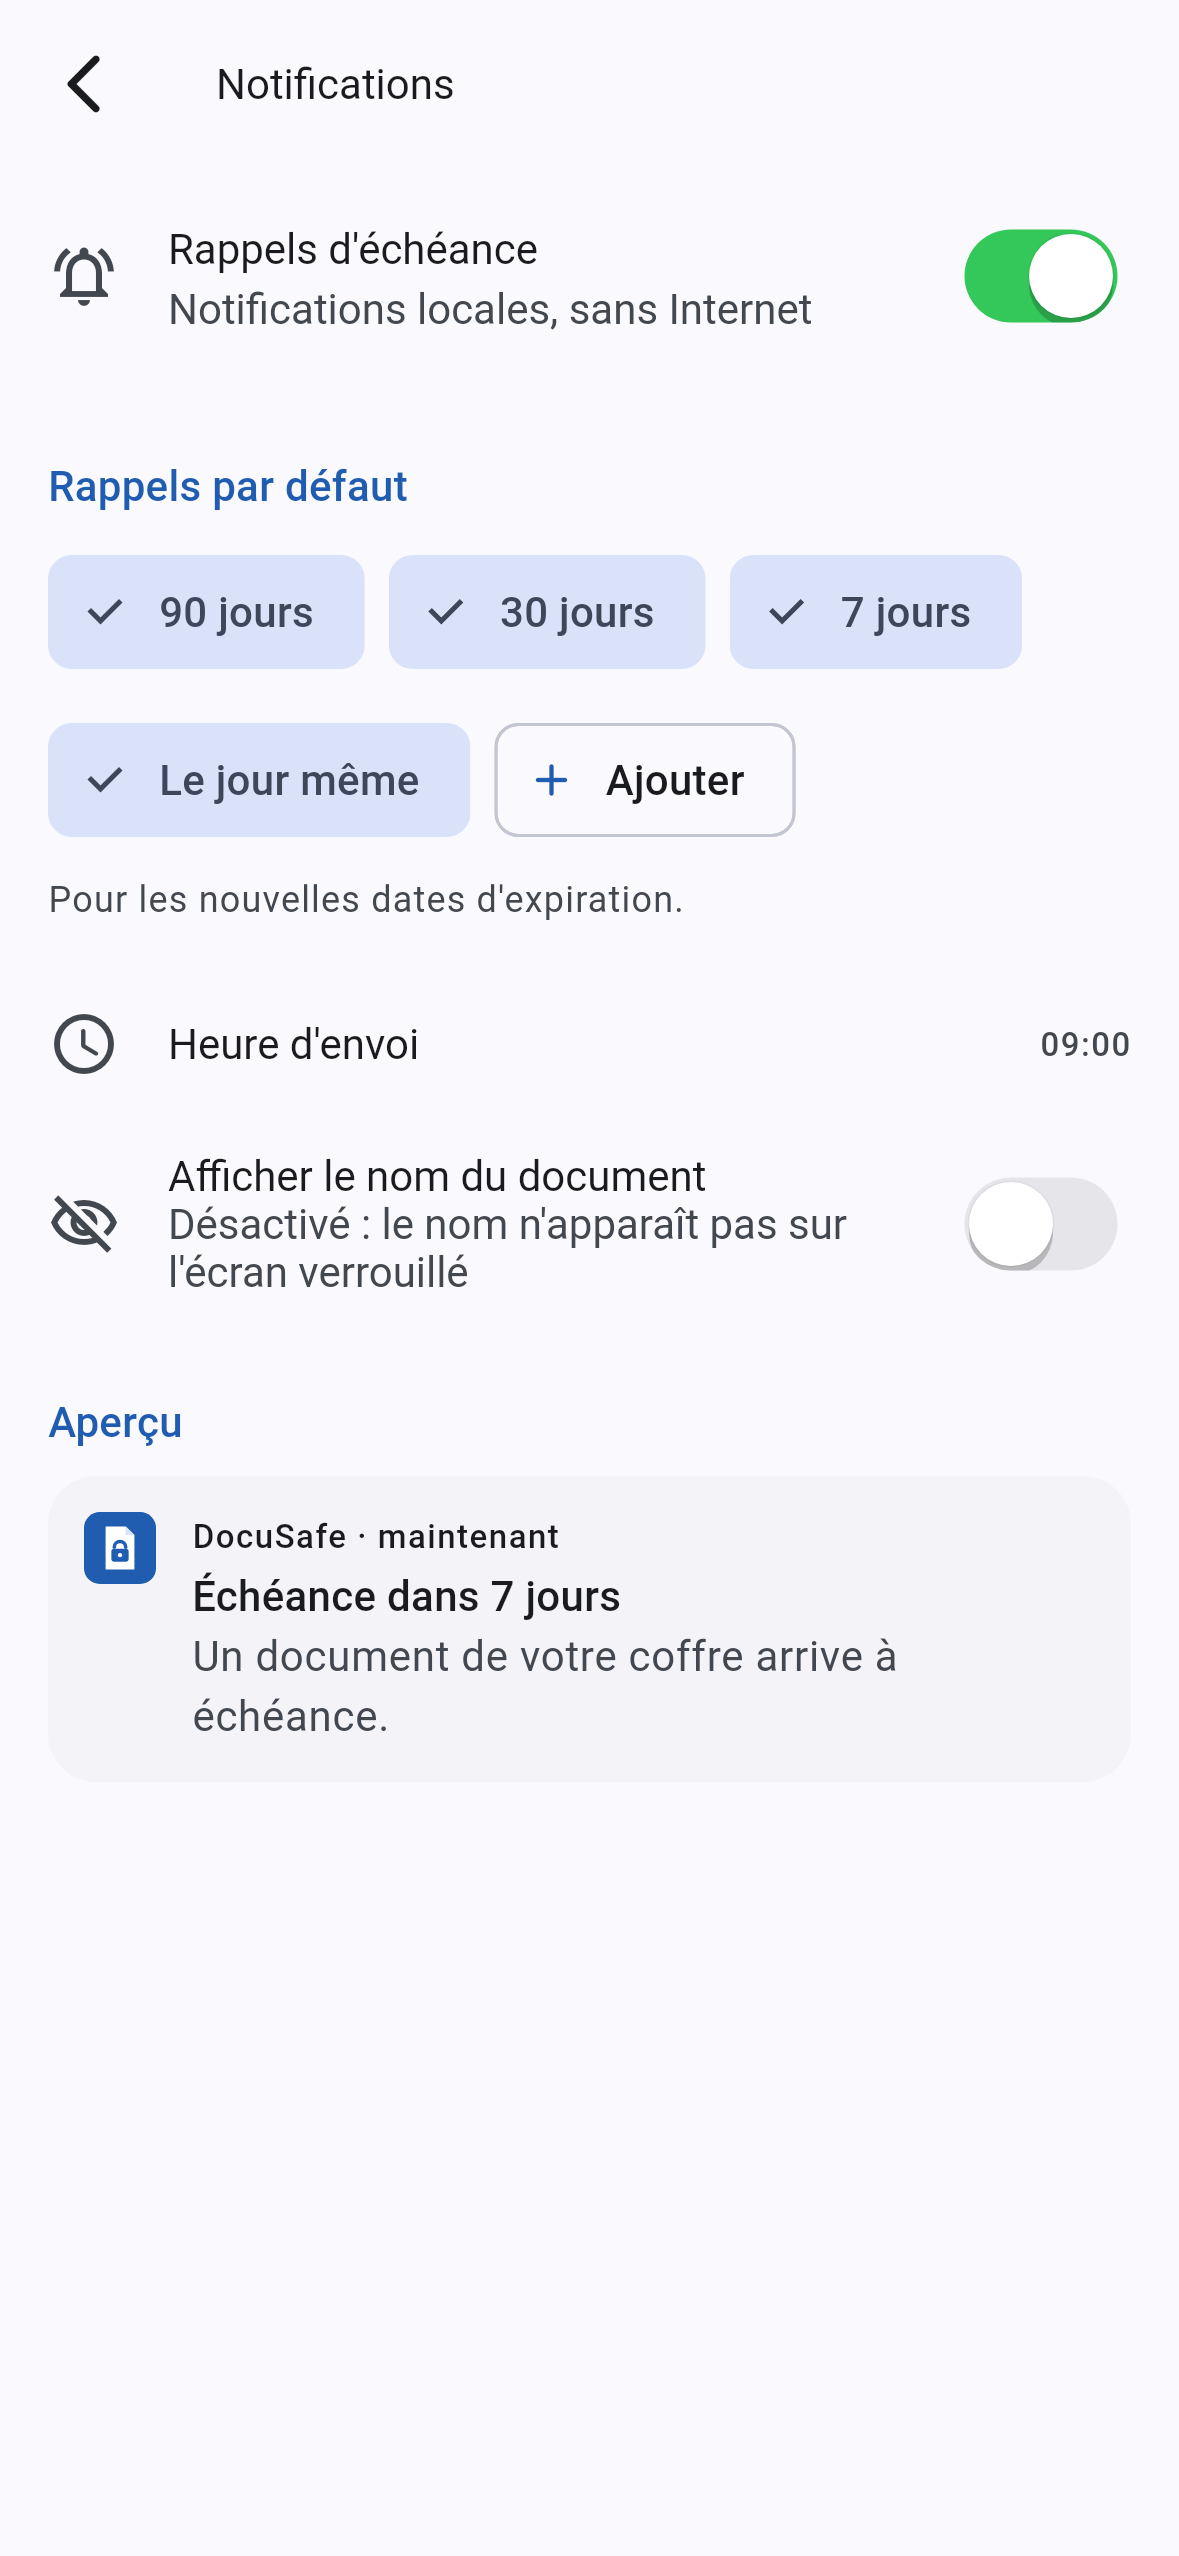 Notifications
Rappels d'échéance
Notifications locales, sans Internet
Rappels par défaut
90 jours
30 jours
7 jours
Le jour même
Ajouter
Pour les nouvelles dates d'expiration.
Heure d'envoi
09:00
Afficher le nom du document
Désactivé : le nom n'apparaît pas sur
l'écran verrouillé
Aperçu
DocuSafe · maintenant
Échéance dans 7 jours
Un document de votre coffre arrive à
échéance.